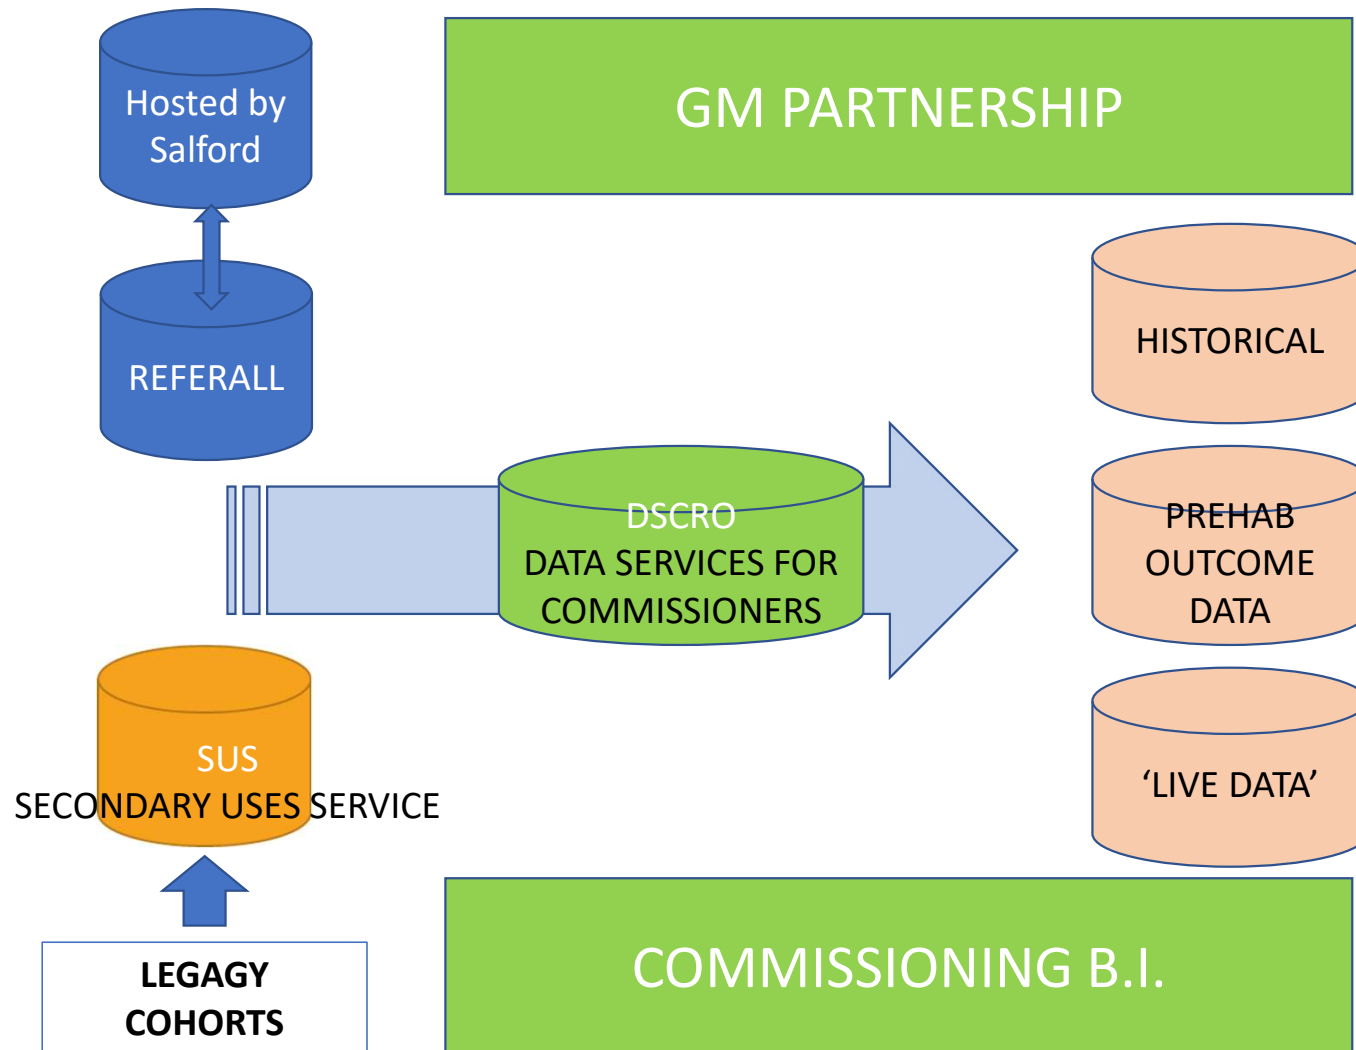 Hosted by
Salford
GM PARTNERSHIP
REFERALL
HISTORICAL
DSCRO
DATA SERVICES FOR
COMMISSIONERS
PREHAB
OUTCOME
DATA
SUS
SECONDARY USES SERVICE
‘LIVE DATA’
LEGAGY
COHORTS
COMMISSIONING B.I.